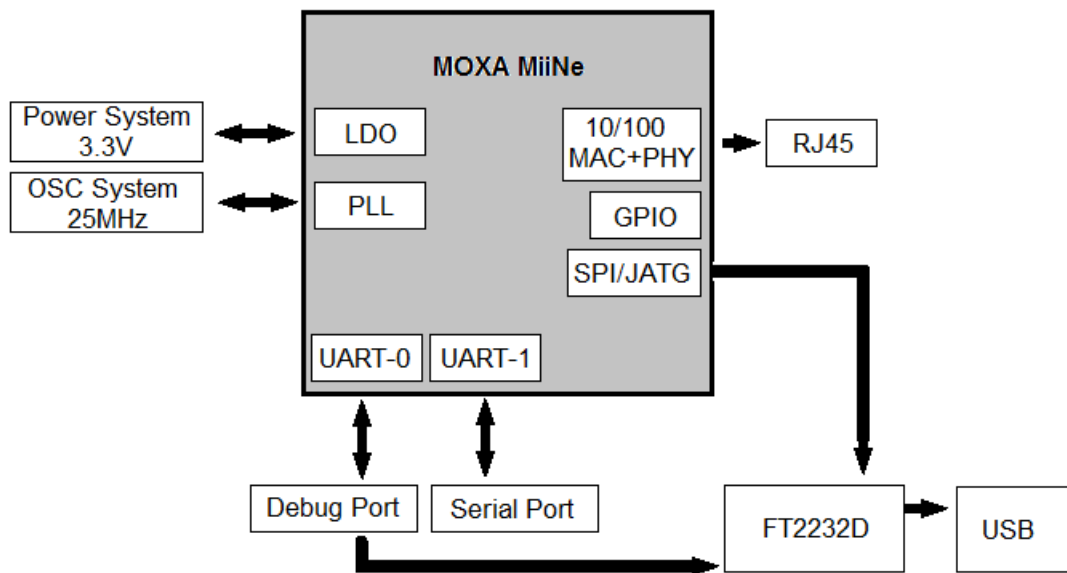 MOXA MiiNe
Power System
3.3V
LDO
10/100
MAC+PHY
RJ45
OSC System
25MHz
PLL
GPIO
SPI/JATG
UART-0
UART-1
Debug Port
Serial Port
FT2232D
USB